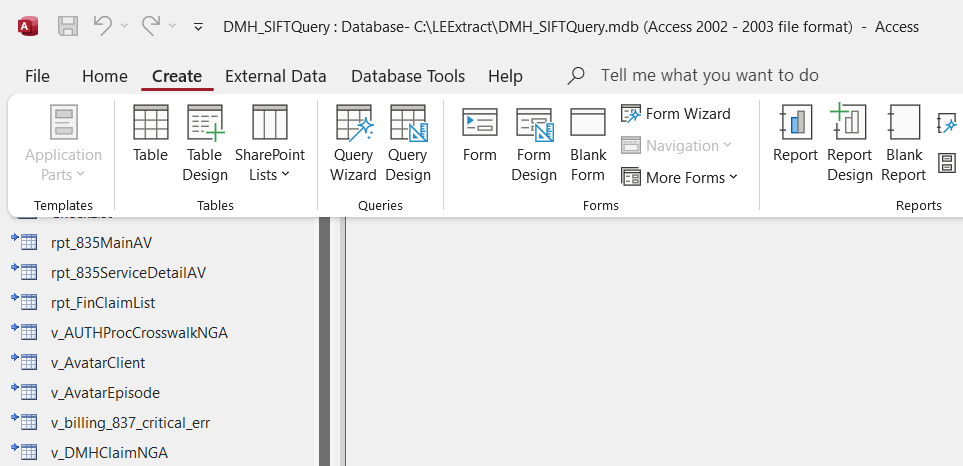 DMH_SIFTQuery : Database- C:\LEExtract\DMH_SIFTQuery.mdb (Access 2002 - 2003 file format) - Access
File Home Create External Data Database Tools Help Tell me what you want to do
Application Parts
Templates
Table
Table Design
SharePoint Lists
Tables
Query Wizard
Query Design
Queries
Form
Form Design
Blank Form
Form Wizard
Navigation
More Forms
Forms
Report
Report Design
Blank Report
Reports
rpt_835MainAV
rpt_835ServiceDetailAV
rpt_FinClaimList
v_AUTHProcCrosswalkNGA
v_AvatarClient
v_AvatarEpisode
v_billing_837_critical_err
v_DMHClaimNGA